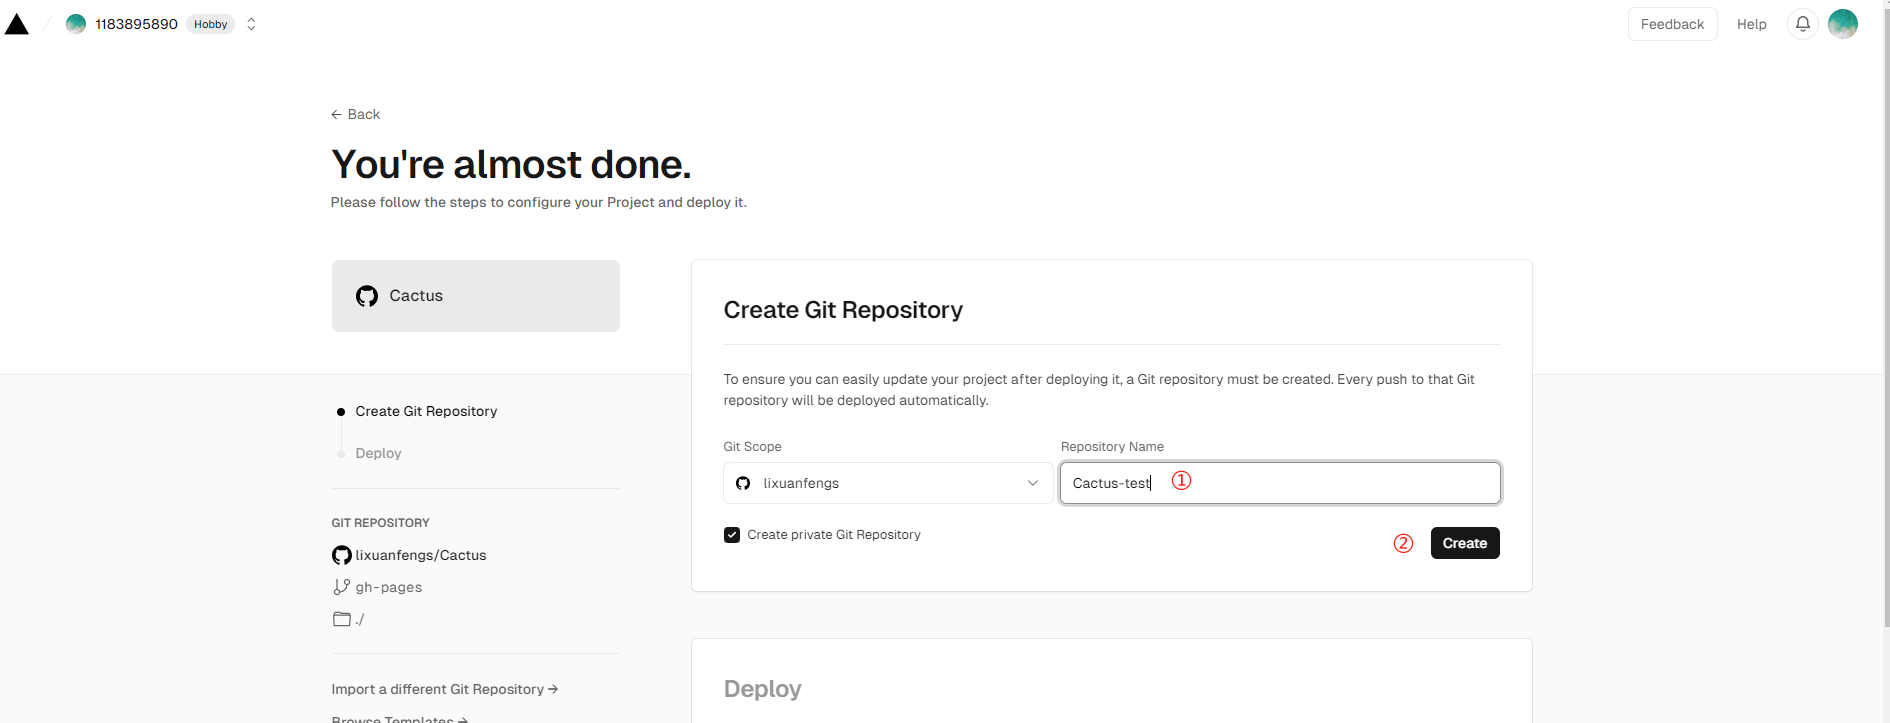 1183895890 Hobby
Feedback Help
← Back
You're almost done.
Please follow the steps to configure your Project and deploy it.
Cactus
Create Git Repository
Deploy
GIT REPOSITORY
lixuanfengs/Cactus
gh-pages
./
Import a different Git Repository →
Browse Templates →
Create Git Repository
To ensure you can easily update your project after deploying it, a Git repository must be created. Every push to that Git
repository will be deployed automatically.
Git Scope
Repository Name
lixuanfengs
Cactus-test ①
Create private Git Repository
② Create
Deploy